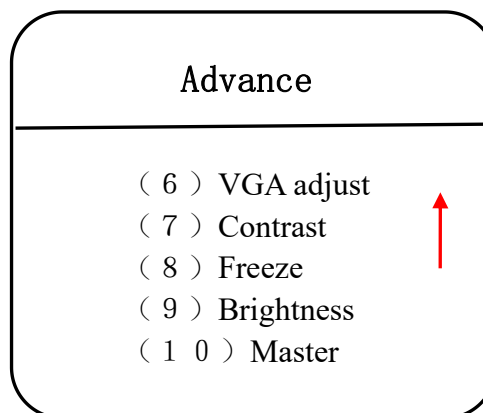 Advance
（6）VGA adjust
（7）Contrast
（8）Freeze
（9）Brightness
（10）Master